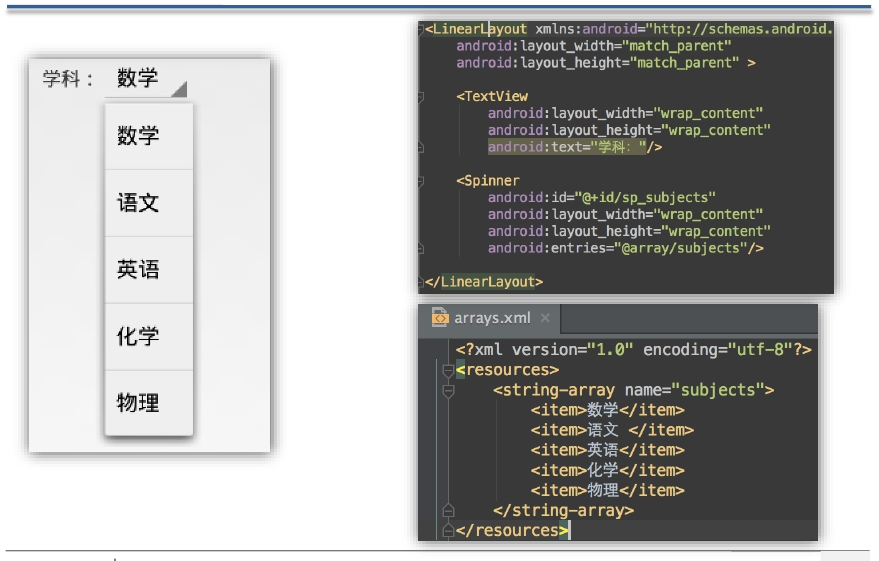 学科： 数学
数学
语文
英语
化学
物理
<LinearLayout xmlns:android="http://schemas.android.
android:layout_width="match_parent"
android:layout_height="match_parent" >
<TextView
android:layout_width="wrap_content"
android:layout_height="wrap_content"
android:text="学科："/>
<Spinner
android:id="@+id/sp_subjects"
android:layout_width="wrap_content"
android:layout_height="wrap_content"
android:entries="@array/subjects"/>
</LinearLayout>
arrays.xml
<?xml version="1.0" encoding="utf-8"?>
<resources>
<string-array name="subjects">
<item>数学</item>
<item>语文 </item>
<item>英语</item>
<item>化学</item>
<item>物理</item>
</string-array>
</resources>